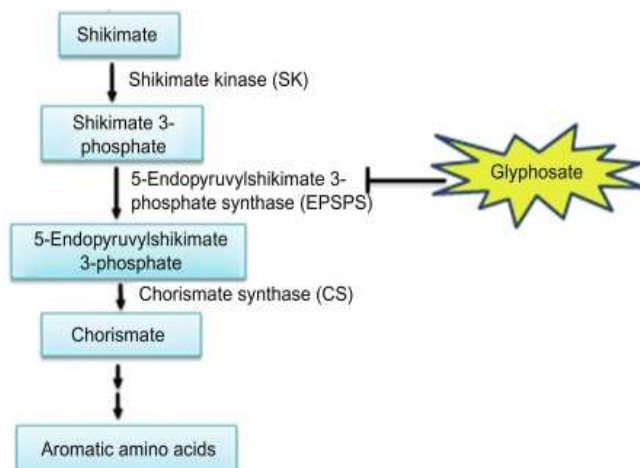 Shikimate
Shikimate kinase (SK)
Shikimate 3-
phosphate
5-Endopyruvylshikimate 3-
phosphate synthase (EPSPS)
Glyphosate
5-Endopyruvylshikimate
3-phosphate
Chorismate synthase (CS)
Chorismate
Aromatic amino acids